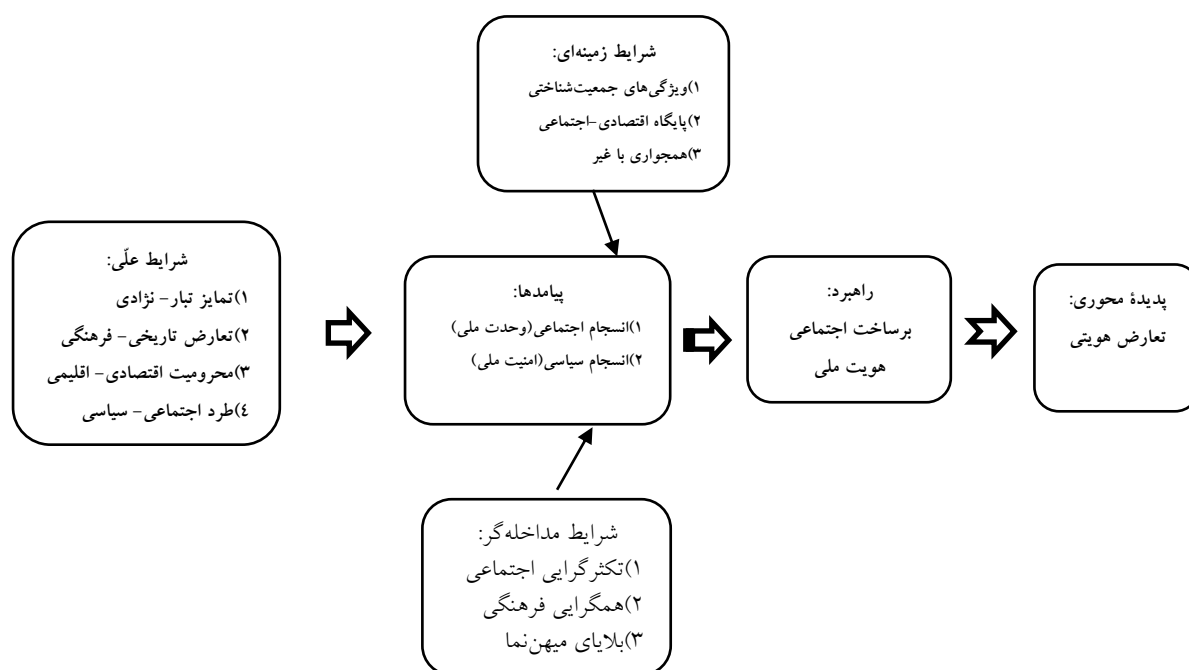 شرایط زمینه‌ای:
۱)ویژگی‌های جمعیت‌شناختی
۲)پایگاه اقتصادی-اجتماعی
۳)همجواری با غیر
شرایط علّی:
۱)تمایز تبار- نژادی
۲)تعارض تاریخی- فرهنگی
۳)محرومیت اقتصادی- اقلیمی
٤)طرد اجتماعی- سیاسی
پیامدها:
۱)انسجام اجتماعی(وحدت ملی)
۲)انسجام سیاسی(امنیت ملی)
راهبرد:
برساخت اجتماعی
هویت ملی
پدیدۀ محوری:
تعارض هویتی
شرایط مداخله‌گر:
۱)تکثرگرایی اجتماعی
۲)همگرایی فرهنگی
۳)بلایای میهن‌نما